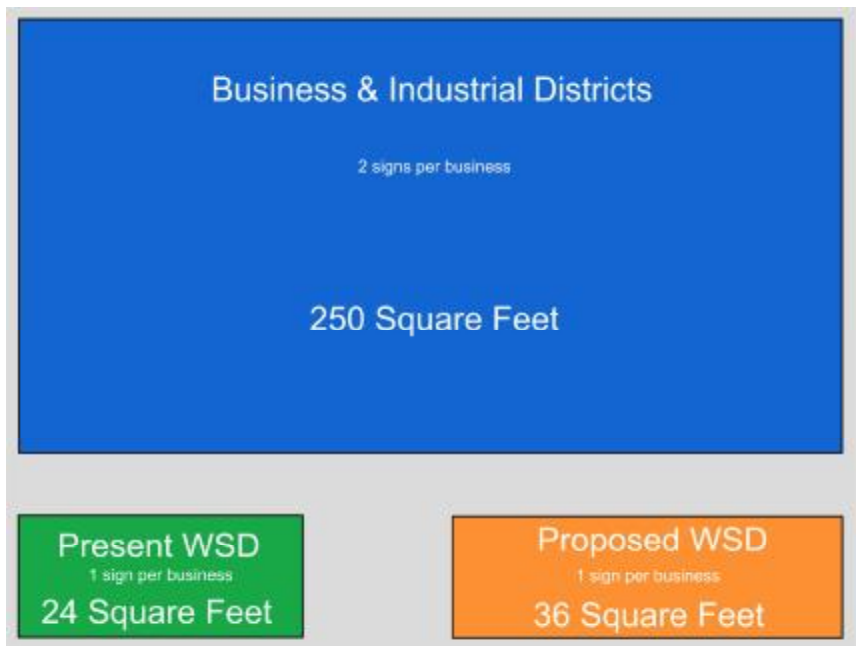 Business & Industrial Districts
2 signs per business
250 Square Feet
Present WSD
1 sign per business
24 Square Feet
Proposed WSD
1 sign per business
36 Square Feet